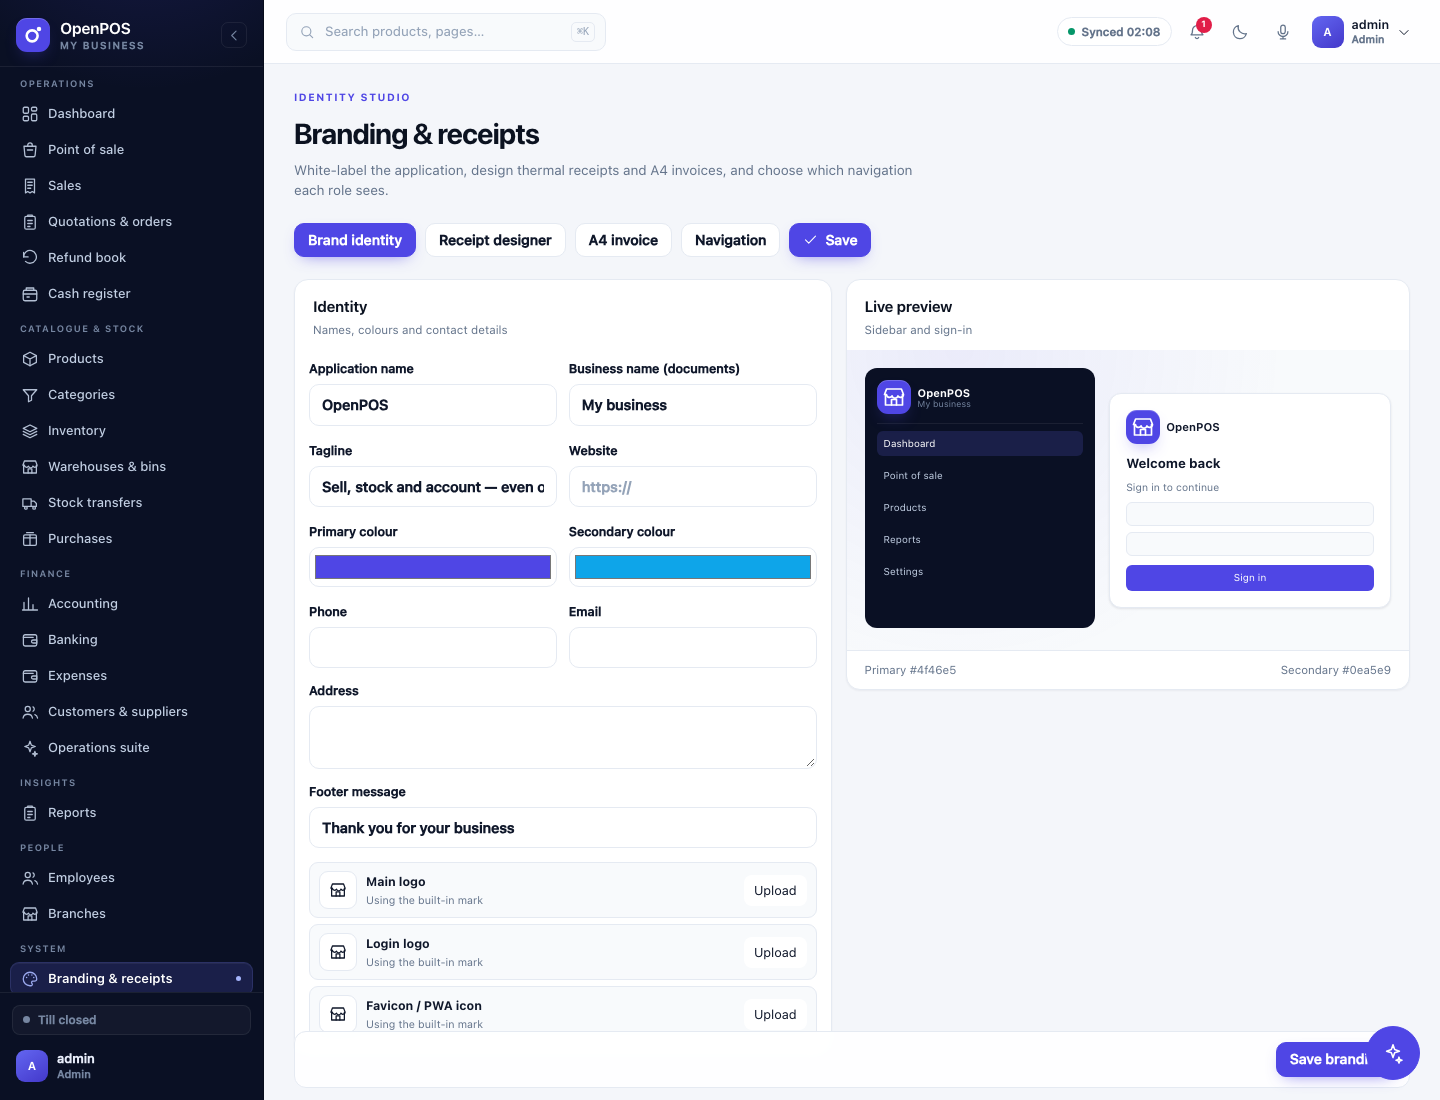 OpenPOS
MY BUSINESS
OPERATIONS
Dashboard
Point of sale
Sales
Quotations & orders
Refund book
Cash register
CATALOGUE & STOCK
Products
Categories
Inventory
Warehouses & bins
Stock transfers
Purchases
FINANCE
Accounting
Banking
Expenses
Customers & suppliers
Operations suite
INSIGHTS
Reports
PEOPLE
Employees
Branches
SYSTEM
Branding & receipts
Till closed
A
admin
Admin
Search products, pages...
⌘K
Synced 02:08
1
A
admin
Admin
IDENTITY STUDIO
Branding & receipts
White-label the application, design thermal receipts and A4 invoices, and choose which navigation
each role sees.
Brand identity
Receipt designer
A4 invoice
Navigation
Save
Identity
Names, colours and contact details
Application name
Business name (documents)
OpenPOS
My business
Tagline
Website
Sell, stock and account — even o
https://
Primary colour
Secondary colour
Phone
Email
Address
Footer message
Thank you for your business
Main logo
Using the built-in mark
Upload
Login logo
Using the built-in mark
Upload
Favicon / PWA icon
Using the built-in mark
Upload
Live preview
Sidebar and sign-in
OpenPOS
My business
Dashboard
Point of sale
Products
Reports
Settings
OpenPOS
Welcome back
Sign in to continue
Sign in
Primary #4f46e5
Secondary #0ea5e9
Save brandi